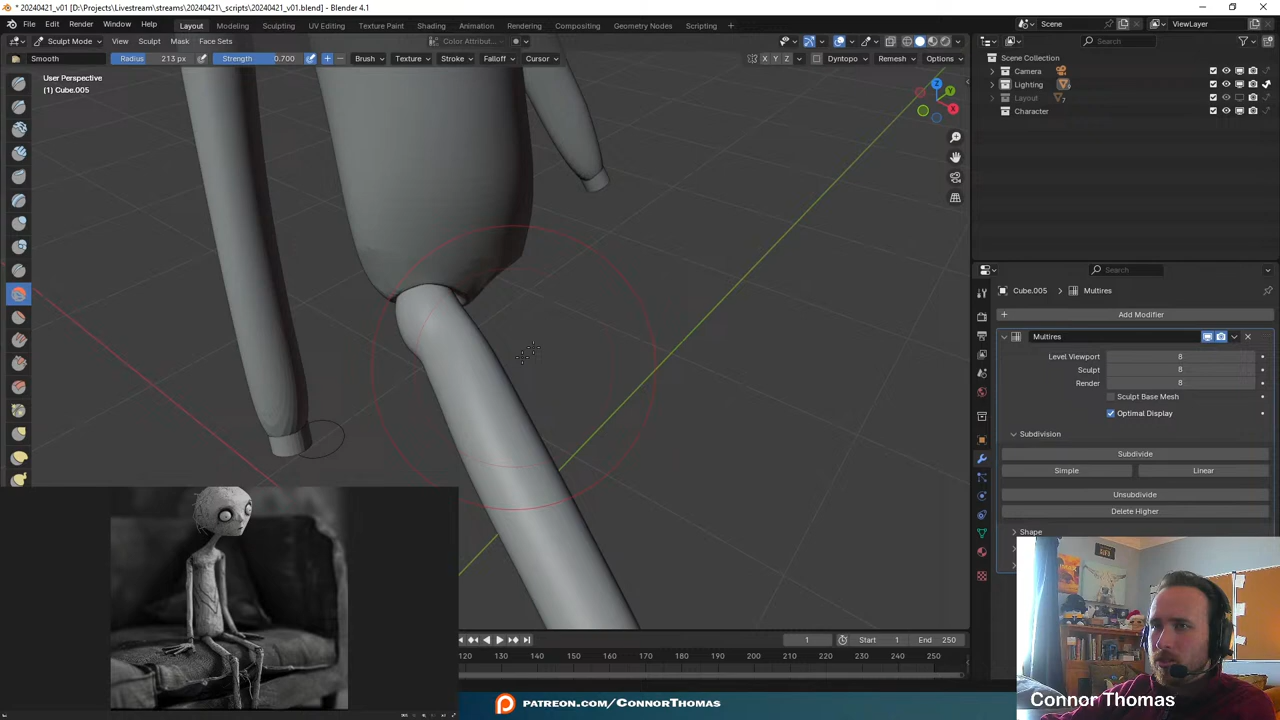 * 20240421_v01 [D:\Projects\Livestream\streams\20240421\_scripts\20240421_v01.blend] - Blender 4.1
File Edit Render Window Help Layout Modeling Sculpting UV Editing Texture Paint Shading Animation Rendering Compositing Geometry Nodes Scripting + Scene ViewLayer
Sculpt Mode View Sculpt Mask Face Sets Color Attribut... Search
Smooth Radius 213 px Strength 0.700 Brush Texture Stroke Falloff Cursor X Y Z Dyntopo Remesh Options
Scene Collection
Camera
Lighting
Layout
Character
User Perspective
(1) Cube.005
Z
Y
X
Search
Cube.005 > Multires
Add Modifier
Multires
Level Viewport 8
Sculpt 8
Render 8
Sculpt Base Mesh
Optimal Display
Subdivision
Subdivide
Simple Linear
Unsubdivide
Delete Higher
Shape
1 Start 1 End 250
120 130 140 150 160 170 180 190 200 210 220 230 240 250
PATREON.COM/CONNORTHOMAS
Connor Thomas